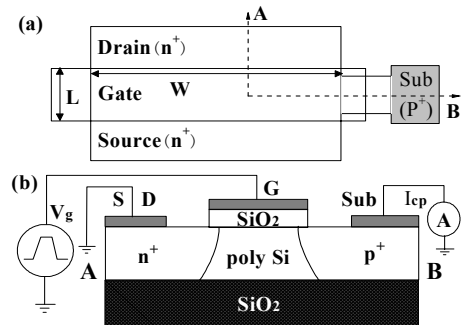 (a)
A
Drain(n+)
L
Gate
W
Sub
(P+)
B
Source(n+)
(b)
Vg
S D
G
Sub
Icp
A
SiO2
A
n+
poly Si
p+
B
SiO2